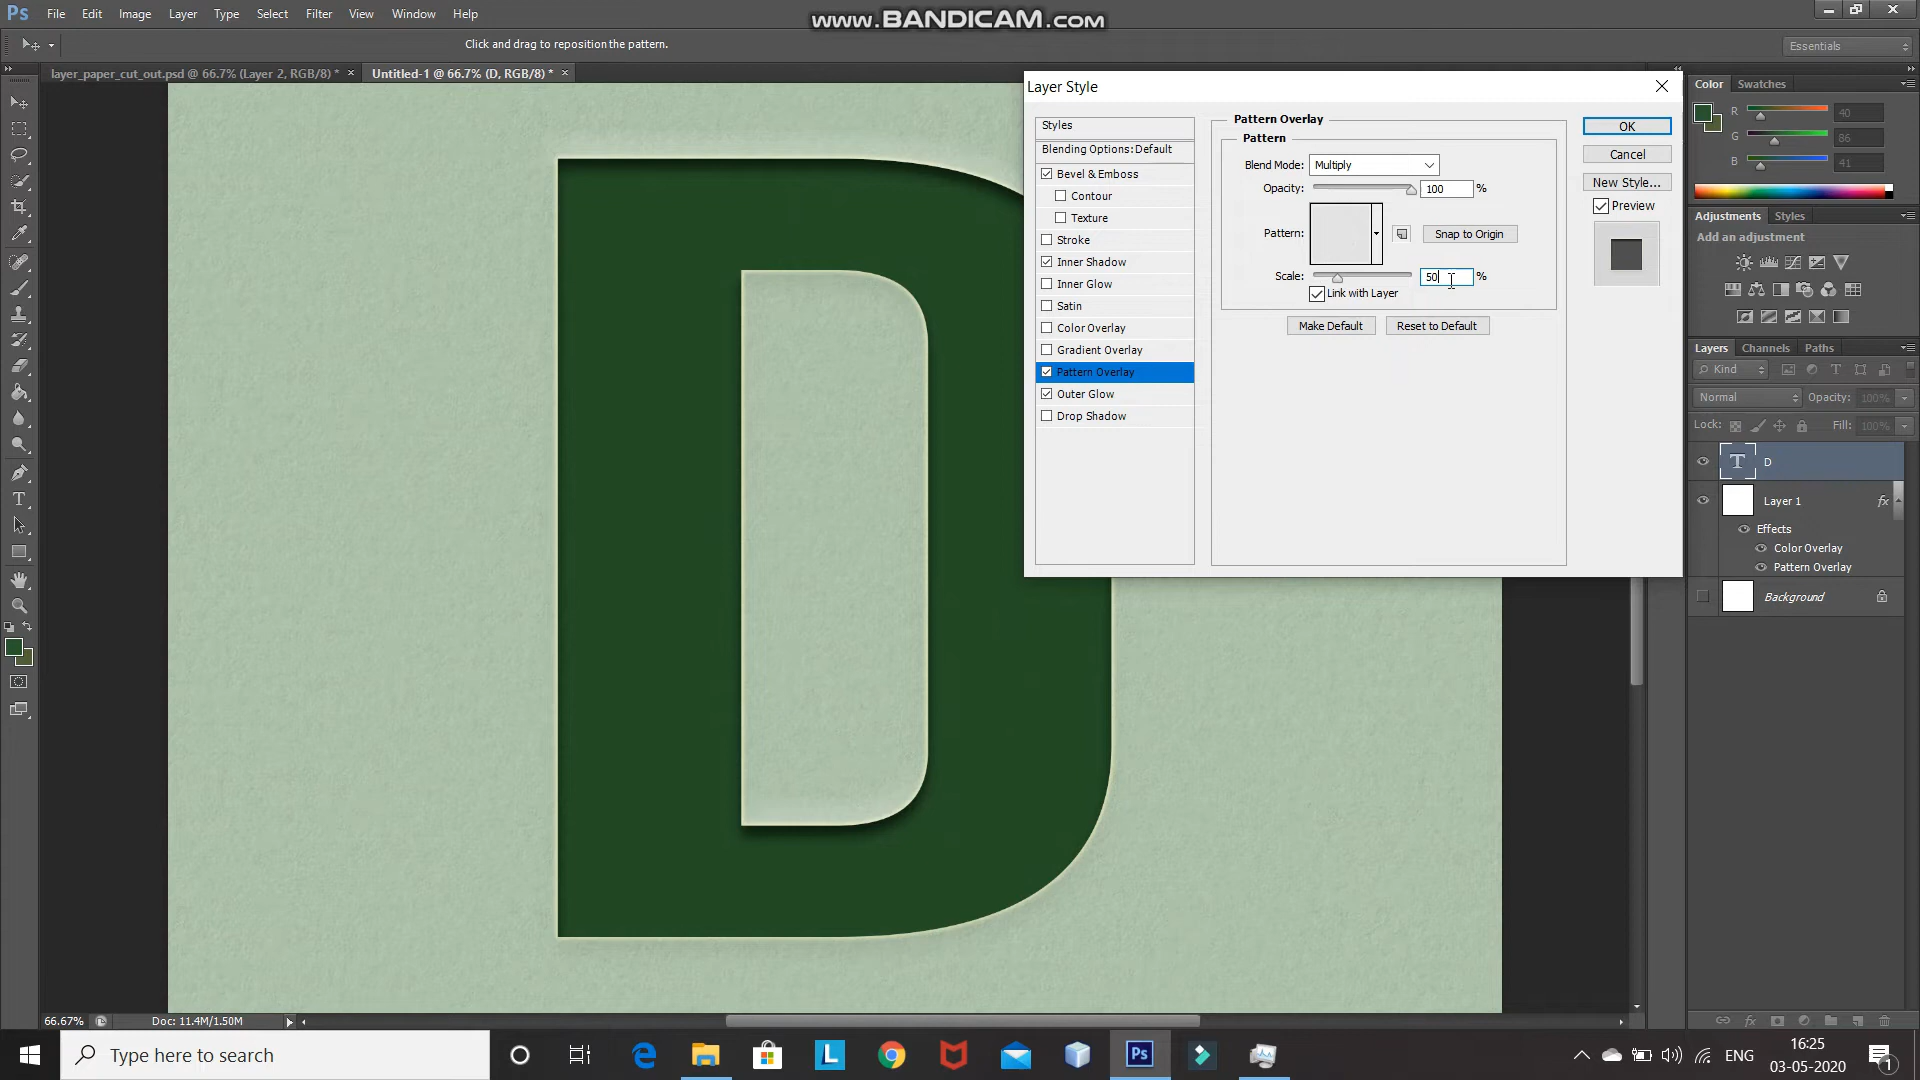 WWW.BANDICAM.COM
Ps File Edit Image Layer Type Select Filter View Window Help
Click and drag to reposition the pattern.
Essentials
layer_paper_cut_out.psd @ 66.7% (Layer 2, RGB/8) * ×
Untitled-1 @ 66.7% (D, RGB/8) * ×
D
Layer Style
Styles
Blending Options: Default
Bevel & Emboss
Contour
Texture
Stroke
Inner Shadow
Inner Glow
Satin
Color Overlay
Gradient Overlay
Pattern Overlay
Outer Glow
Drop Shadow
Pattern Overlay
Pattern
Blend Mode: Multiply
Opacity: 100 %
Pattern: Snap to Origin
Scale: 50 %
Link with Layer
Make Default Reset to Default
OK
Cancel
New Style...
Preview
Color Swatches
R 40
G 86
B 41
Adjustments Styles
Add an adjustment
Layers Channels Paths
Kind
Normal Opacity: 100%
Lock: Fill: 100%
T D
Layer 1 fx
Effects
Color Overlay
Pattern Overlay
Background
66.67% Doc: 11.4M/1.50M
Type here to search
L Ps
ENG
16:25
03-05-2020
1